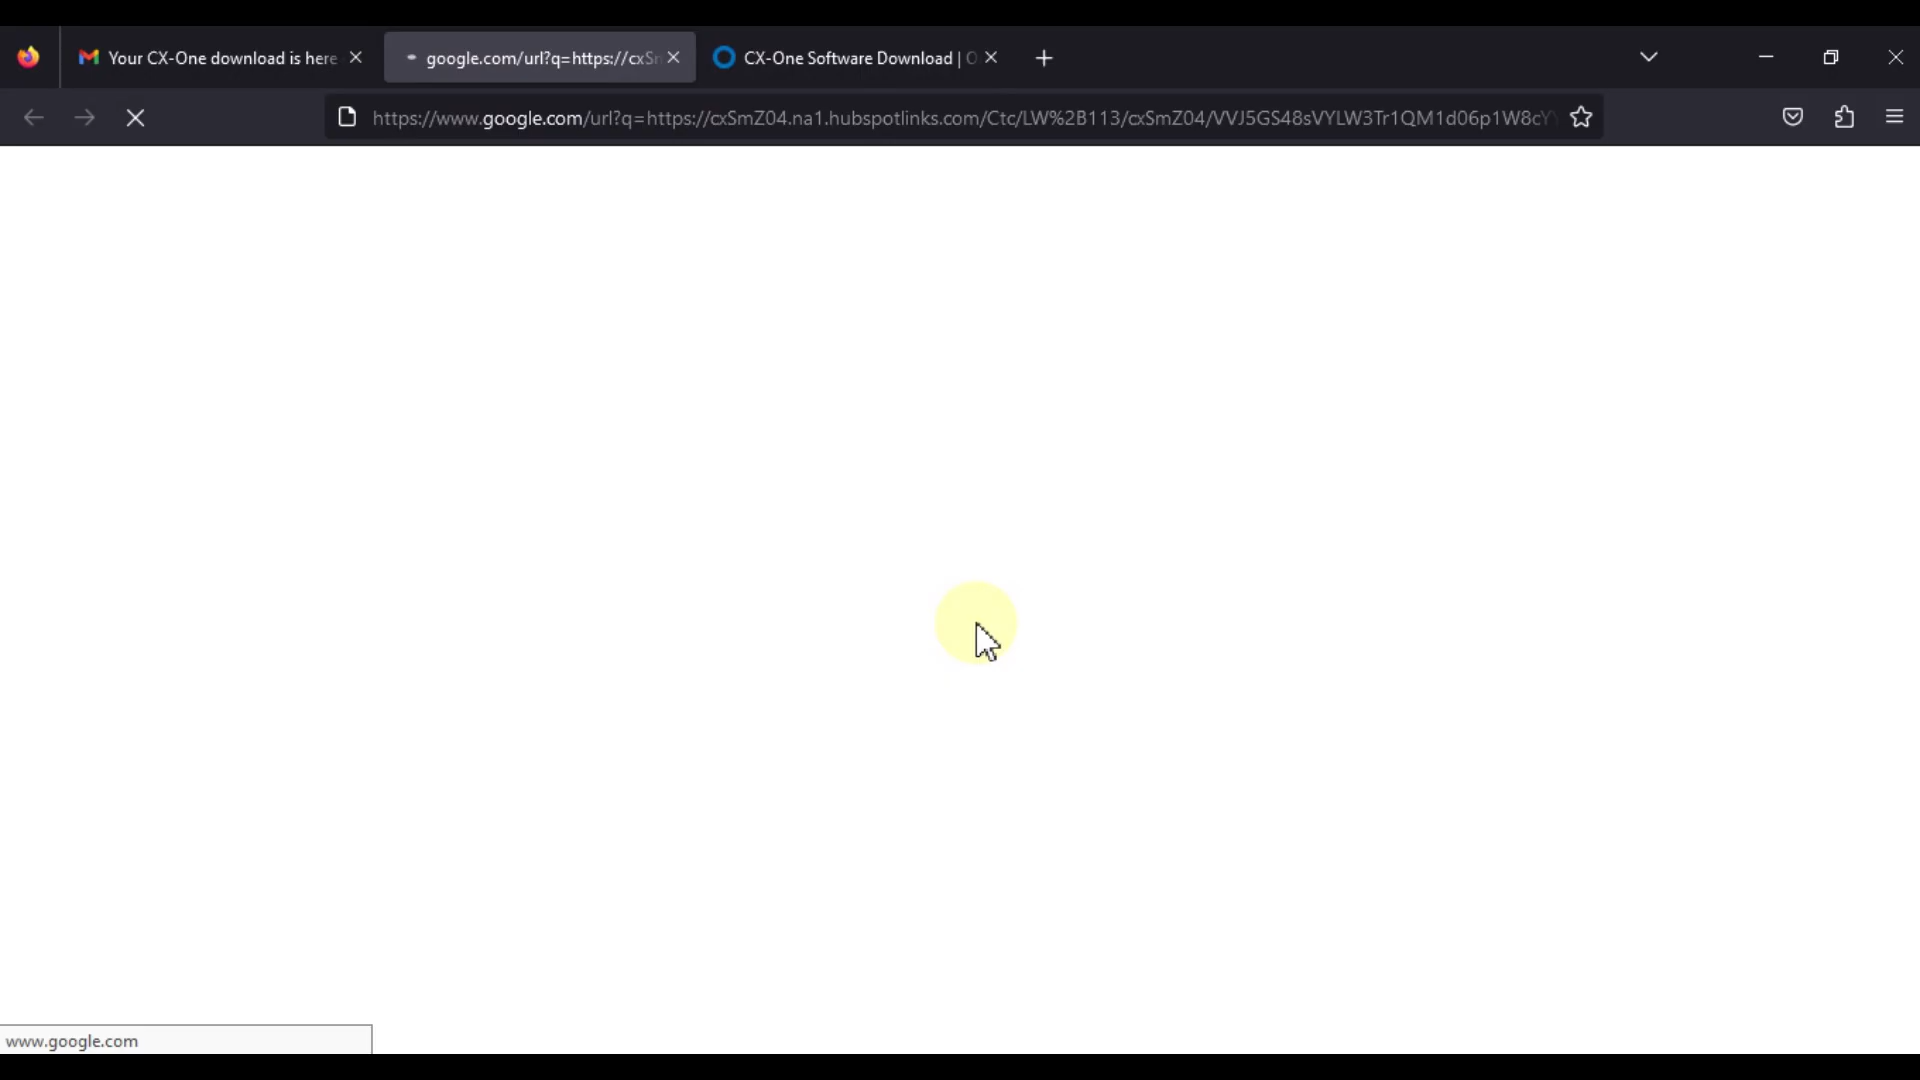 Your CX-One download is here
google.com/url?q=https://cxSm
CX-One Software Download | O
https://www.google.com/url?q=https://cxSmZ04.na1.hubspotlinks.com/Ctc/LW%2B113/cxSmZ04/VVJ5GS48sVYLW3Tr1QM1d06p1W8cY
www.google.com